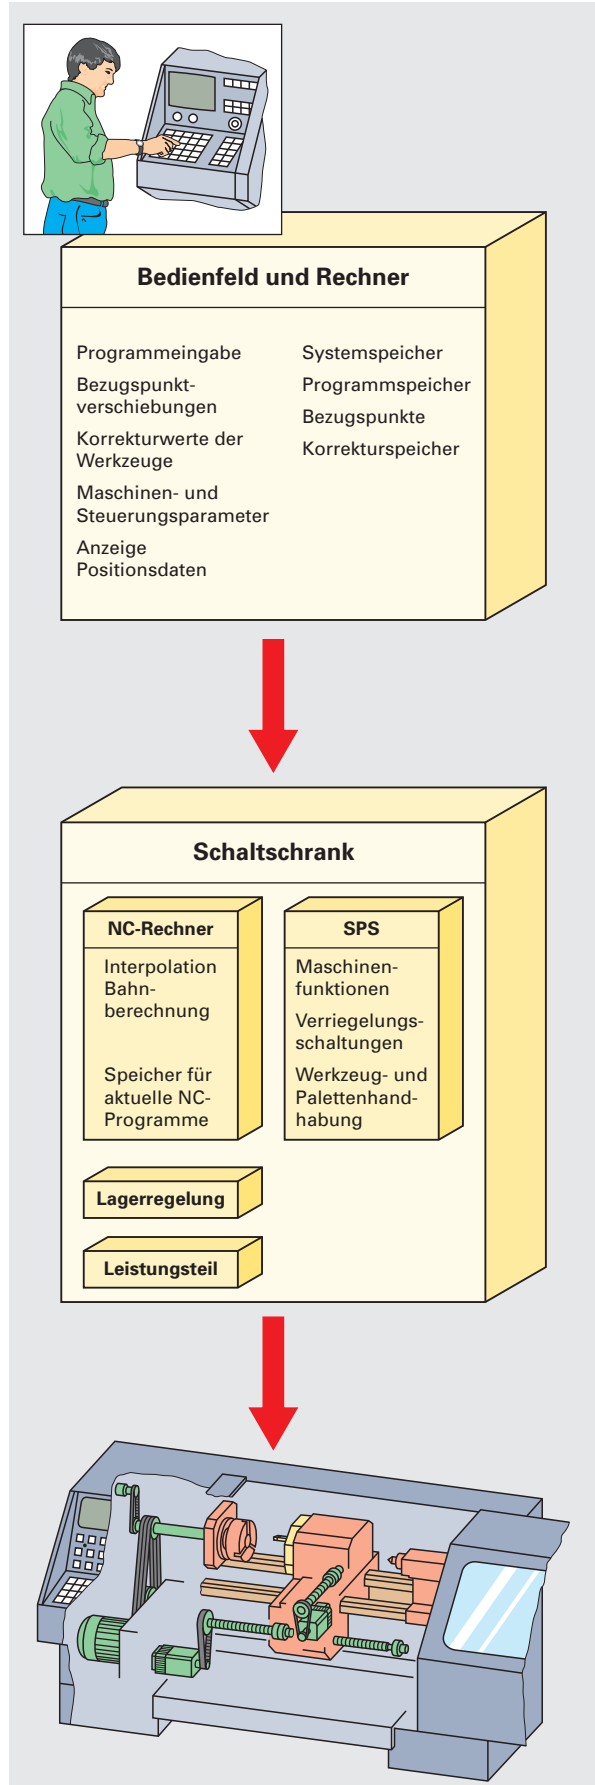 Bedienfeld und Rechner
Programmeingabe
Bezugspunkt-
verschiebungen
Korrekturwerte der
Werkzeuge
Maschinen- und
Steuerungsparameter
Anzeige
Positionsdaten
Systemspeicher
Programmspeicher
Bezugspunkte
Korrekturspeicher
Schaltschrank
NC-Rechner
Interpolation
Bahn-
berechnung
Speicher für
aktuelle NC-
Programme
SPS
Maschinen-
funktionen
Verriegelungs-
schaltungen
Werkzeug- und
Palettenhand-
habung
Lagerregelung
Leistungsteil